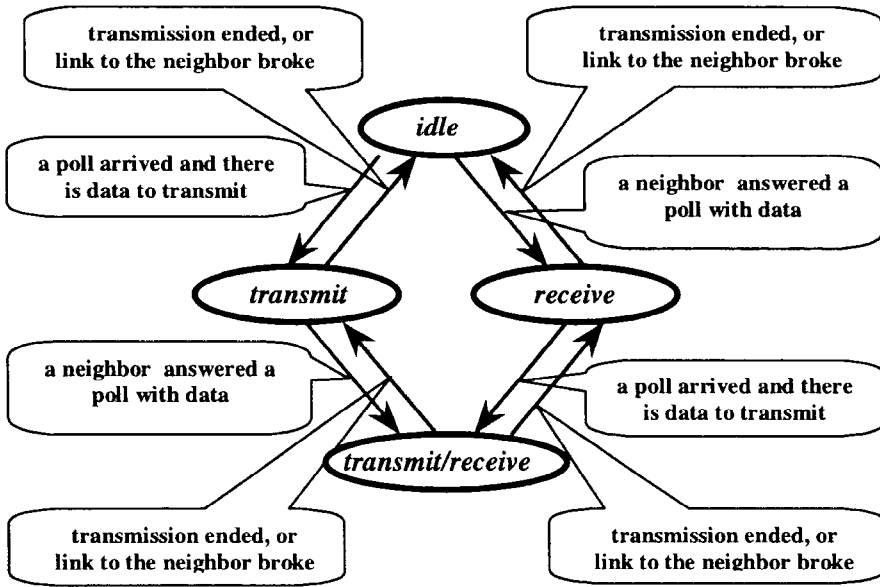 transmission ended, or
link to the neighbor broke
transmission ended, or
link to the neighbor broke
idle
a poll arrived and there
is data to transmit
a neighbor answered a
poll with data
transmit
receive
a neighbor answered a
poll with data
a poll arrived and there
is data to transmit
transmit/receive
transmission ended, or
link to the neighbor broke
transmission ended, or
link to the neighbor broke